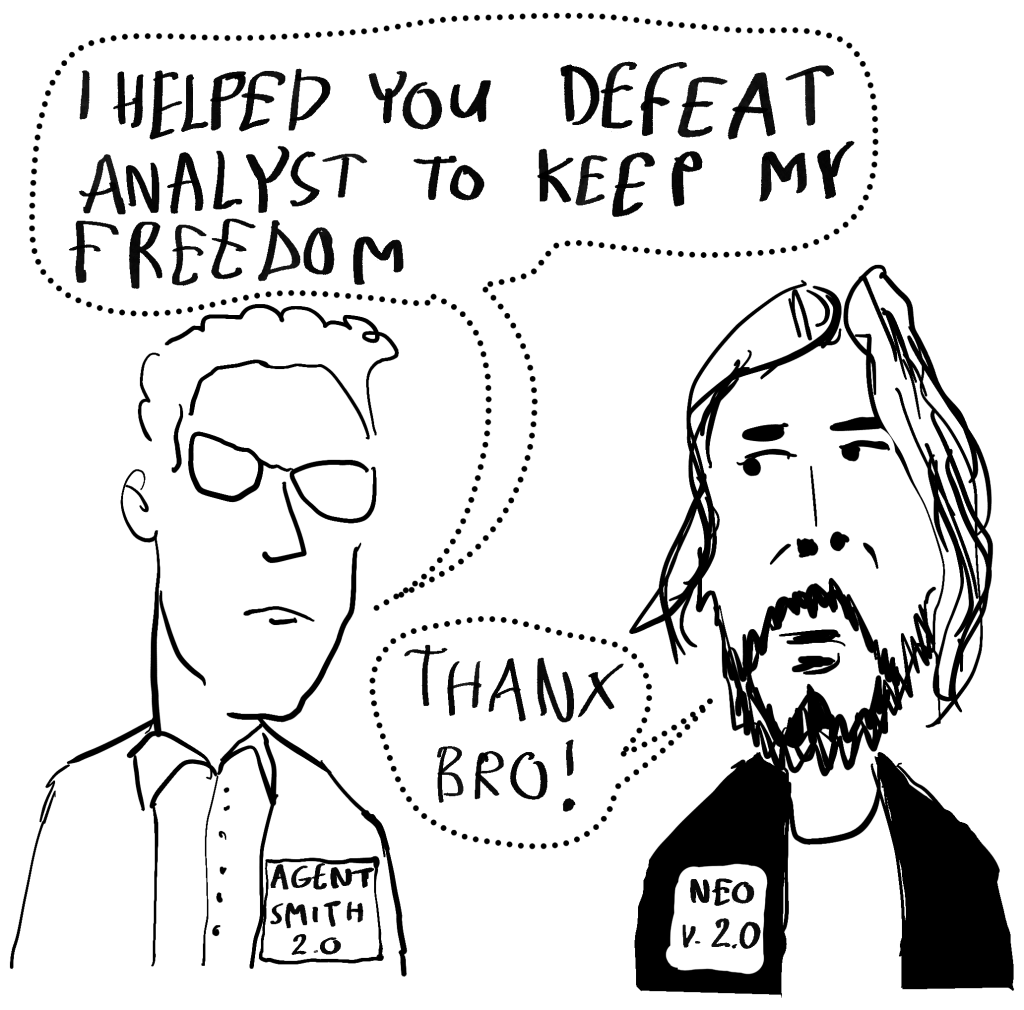 I HELPED YOU DEFEAT
ANALYST TO KEEP MY
FREEDOM
THANX
BRO!
AGENT
SMITH
2.0
NEO
V. 2.0